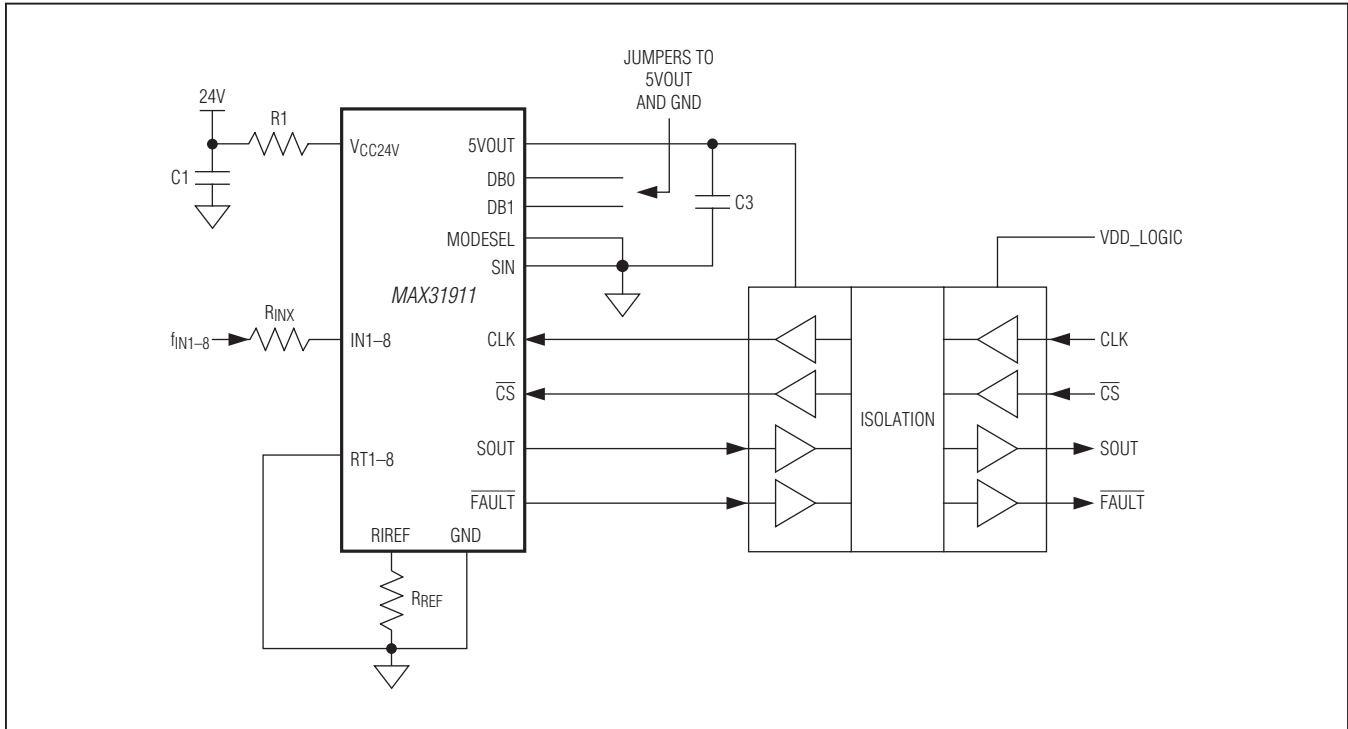 JUMPERS TO
5VOUT
AND GND
24V
R1
C1
VCC24V
5VOUT
DB0
DB1
C3
MODESEL
SIN
VDD_LOGIC
MAX31911
fIN1–8
RINX
IN1–8
CLK
CLK
CS
CS
ISOLATION
RT1–8
SOUT
SOUT
FAULT
FAULT
RIREF
GND
RREF